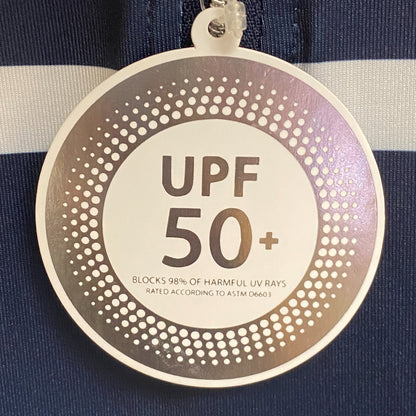 UPF
50+
BLOCKS 98% OF HARMFUL UV RAYS
RATED ACCORDING TO ASTM D6603